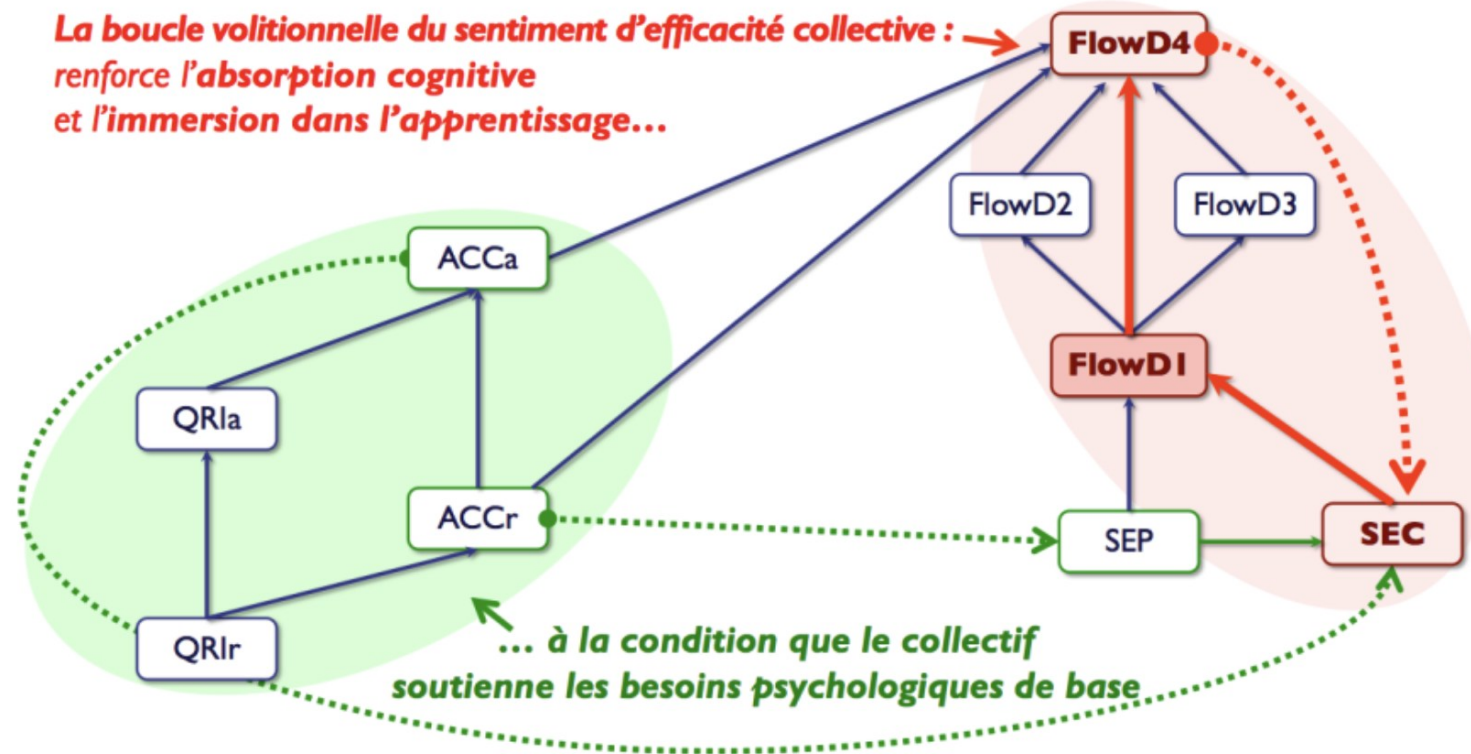 La boucle volitionnelle du sentiment d'efficacité collective :
renforce l'absorption cognitive
et l'immersion dans l'apprentissage…
FlowD4
FlowD2
FlowD3
ACCa
FlowD1
QRIa
ACCr
SEP
SEC
QRIr
… à la condition que le collectif
soutienne les besoins psychologiques de base